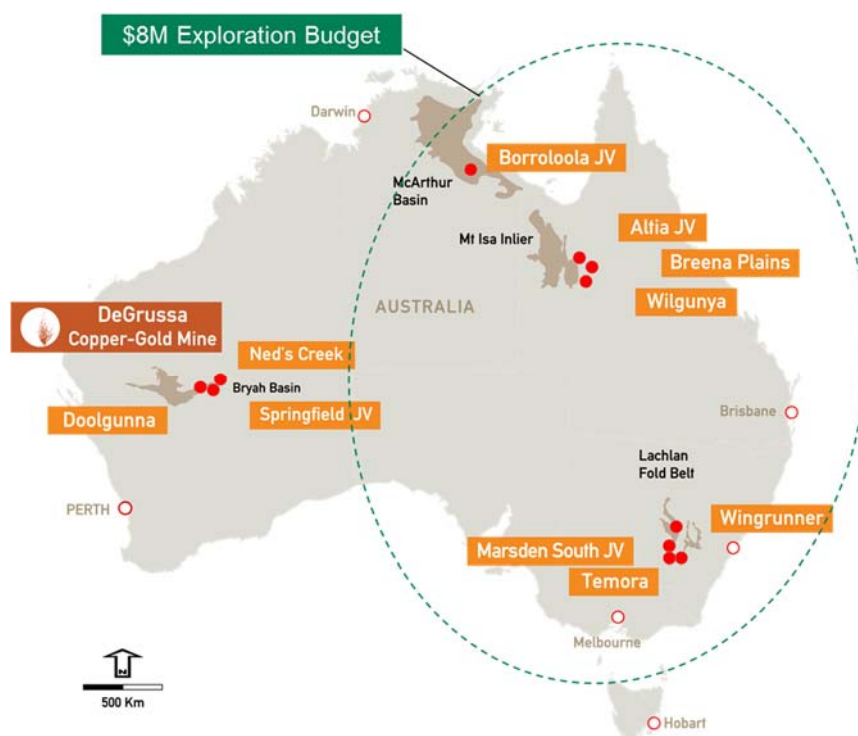 $8M Exploration Budget
Darwin
Borroloola JV
McArthur
Basin
Mt Isa Inlier
Altia JV
Breena Plains
Wilgunya
AUSTRALIA
DeGrussa
Copper-Gold Mine
Ned's Creek
Bryah Basin
Doolgunna
Springfield JV
Brisbane
Lachlan
Fold Belt
PERTH
Wingrunner
Marsden South JV
Temora
Melbourne
N
500 Km
Hobart